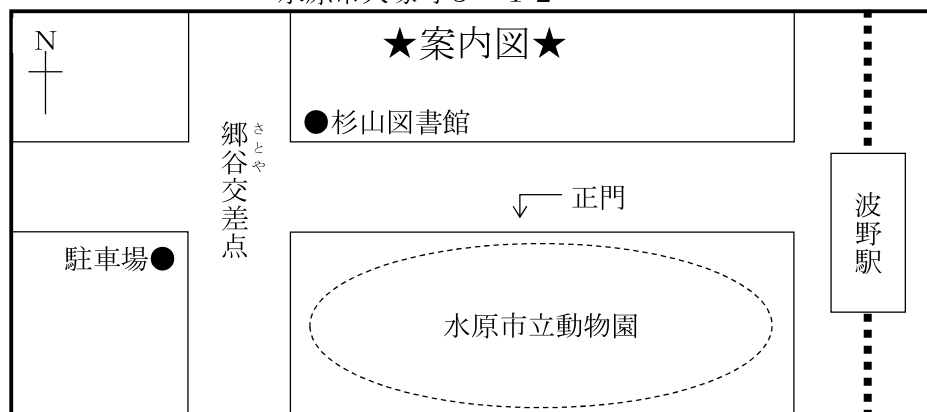 ★案内図★
N
●杉山図書館
郷谷交差点
さとや
正門
波野駅
駐車場●
水原市立動物園